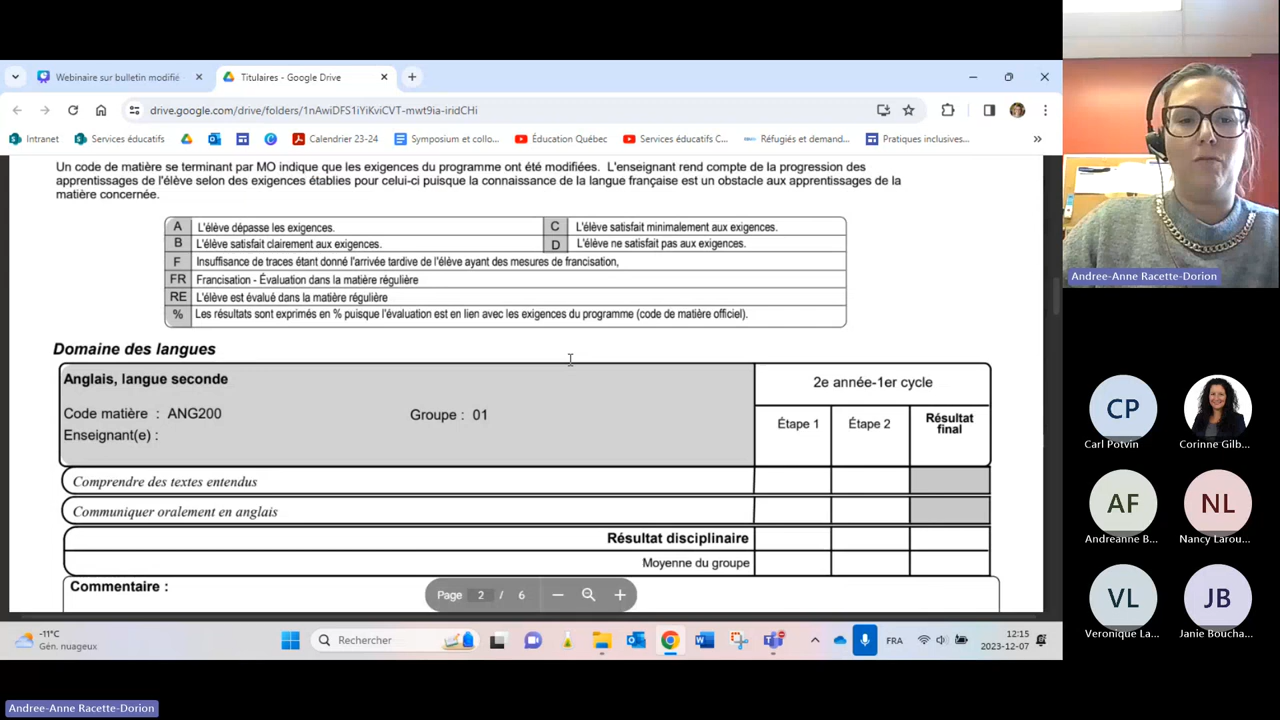 Webinaire sur bulletin modifié
Titulaires - Google Drive
drive.google.com/drive/folders/1nAwiDFS1iYiKviCVT-mwt9ia-iridCHi
Intranet
Services éducatifs
Calendrier 23-24
Symposium et collo...
Éducation Québec
Services éducatifs C...
Réfugiés et demand...
Pratiques inclusives...
Un code de matière se terminant par MO indique que les exigences du programme ont été modifiées. L'enseignant rend compte de la progression des
apprentissages de l'élève selon des exigences établies pour celui-ci puisque la connaissance de la langue française est un obstacle aux apprentissages de la
matière concernée.
A L'élève dépasse les exigences. C L'élève satisfait minimalement aux exigences.
B L'élève satisfait clairement aux exigences. D L'élève ne satisfait pas aux exigences.
F Insuffisance de traces étant donné l'arrivée tardive de l'élève ayant des mesures de francisation,
FR Francisation - Évaluation dans la matière régulière
RE L'élève est évalué dans la matière régulière
% Les résultats sont exprimés en % puisque l'évaluation est en lien avec les exigences du programme (code de matière officiel).
Domaine des langues
Anglais, langue seconde
2e année-1er cycle
Code matière : ANG200 Groupe : 01
Enseignant(e) :
Étape 1 Étape 2 Résultat
final
Comprendre des textes entendus
Communiquer oralement en anglais
Résultat disciplinaire
Moyenne du groupe
Commentaire :
Page 2 / 6
-11°C
Gén. nuageux
Rechercher
FRA
12:15
2023-12-07
Andree-Anne Racette-Dorion
CP
Carl Potvin
Corinne Gilb...
AF
Andreanne B...
NL
Nancy Larou...
VL
Veronique La...
JB
Janie Boucha...
Andree-Anne Racette-Dorion